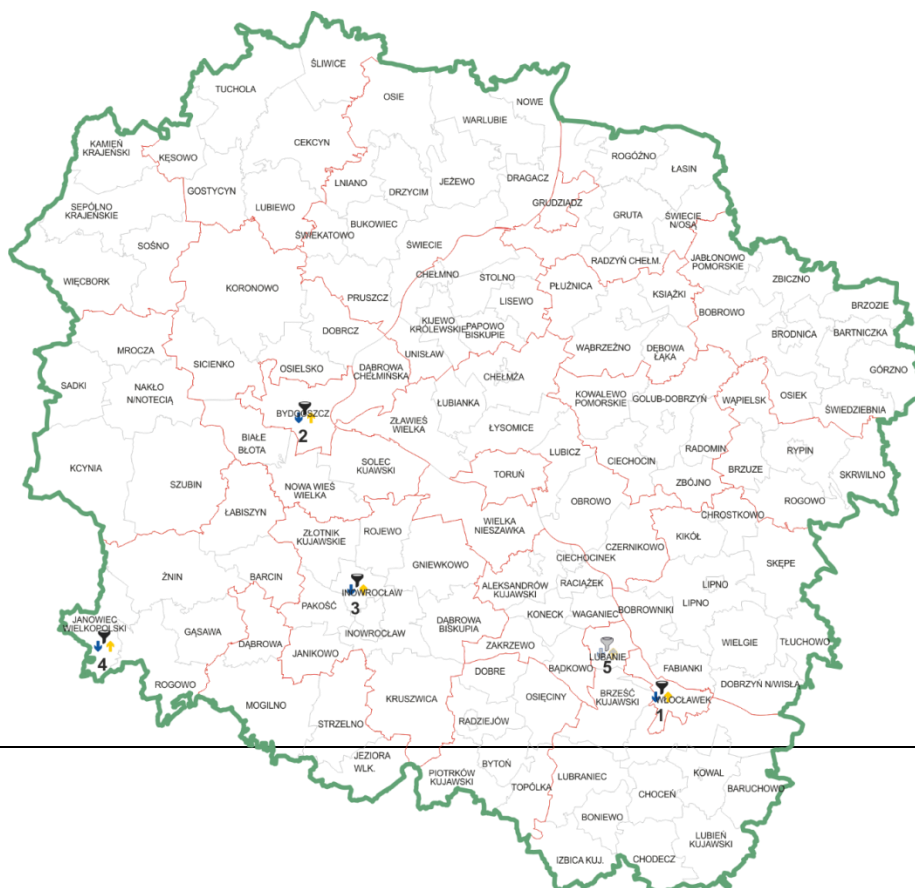 ŚLIWICE
TUCHOLA
OSIE
NOWE
WARLUBIE
KAMIEŃ
KRAJEŃSKI
CEKCYN
KĘSOWO
ROGÓŹNO
ŁASIN
LNIANO
JEŻEWO
DRAGACZ
GOSTYCYN
DRZYCIM
LUBIEWO
GRUDZIĄDZ
SEPÓLNO
KRAJEŃSKIE
GRUTA
ŚWIECIE
N/OSĄ
BUKOWIEC
ŚWIEKATOWO
SOŚNO
ŚWIECIE
RADZYŃ CHEŁM.
JABŁONOWO
POMORSKIE
ZBICZNO
WIĘCBORK
CHEŁMNO
STOLNO
PŁUŻNICA
KORONOWO
PRUSZCZ
LISEWO
KSIĄŻKI
BRZOZIE
BOBROWO
KIJEWO
KRÓLEWSKIE
PAPOWO
BISKUPIE
DOBRCZ
BRODNICA
BARTNICZKA
MROCZA
UNISŁAW
WĄBRZEŹNO
DĘBOWA
ŁĄKA
SICIENKO
OSIELSKO
DĄBROWA
CHEŁMIŃSKA
CHEŁMŻA
GÓRZNO
SADKI
NAKŁO
N/NOTECIĄ
KOWALEWO
POMORSKIE
GOLUB-DOBRZYŃ
WĄPIELSK
OSIEK
ŁUBIANKA
ŚWIEDZIEBNIA
BYDGOSZCZ
2
ZŁAWIEŚ
WIELKA
ŁYSOMICE
BIAŁE
BŁOTA
LUBICZ
RADOMIN
RYPIN
KCYNIA
SOLEC
KUJAWSKI
CIECHOCIN
BRZUZE
SKRWILNO
SZUBIN
NOWA WIEŚ
WIELKA
TORUŃ
ZBÓJNO
OBROWO
ROGOWO
ŁABISZYN
CHROSTKOWO
ZŁOTNIK
KUJAWSKIE
ROJEWO
WIELKA
NIESZAWKA
KIKÓŁ
CZERNIKOWO
CIECHOCINEK
GNIEWKOWO
SKĘPE
ŻNIN
BARCIN
ALEKSANDRÓW
KUJAWSKI
RACIĄŻEK
LIPNO
INOWROCŁAW
3
PAKOŚĆ
BOBROWNIKI
LIPNO
KONECK
WAGANIEC
JANOWIEC
WIELKOPOLSKI
4
GĄSAWA
INOWROCŁAW
DĄBROWA
BISKUPIA
DĄBROWA
JANIKOWO
ZAKRZEWO
WIELGIE
TŁUCHOWO
LUBANIE
5
BĄDKOWO
FABIANKI
DOBRE
DOBRZYŃ N/WISŁĄ
ROGOWO
OSIĘCINY
BRZEŚĆ
KUJAWSKI
WŁOCŁAWEK
1
KRUSZWICA
MOGILNO
STRZELNO
RADZIEJÓW
JEZIORA
WLK.
BYTOŃ
PIOTRKÓW
KUJAWSKI
LUBRANIEC
KOWAL
TOPÓLKA
CHOCEŃ
BARUCHOWO
BONIEWO
LUBIEŃ
KUJAWSKI
IZBICA KUJ.
CHODECZ